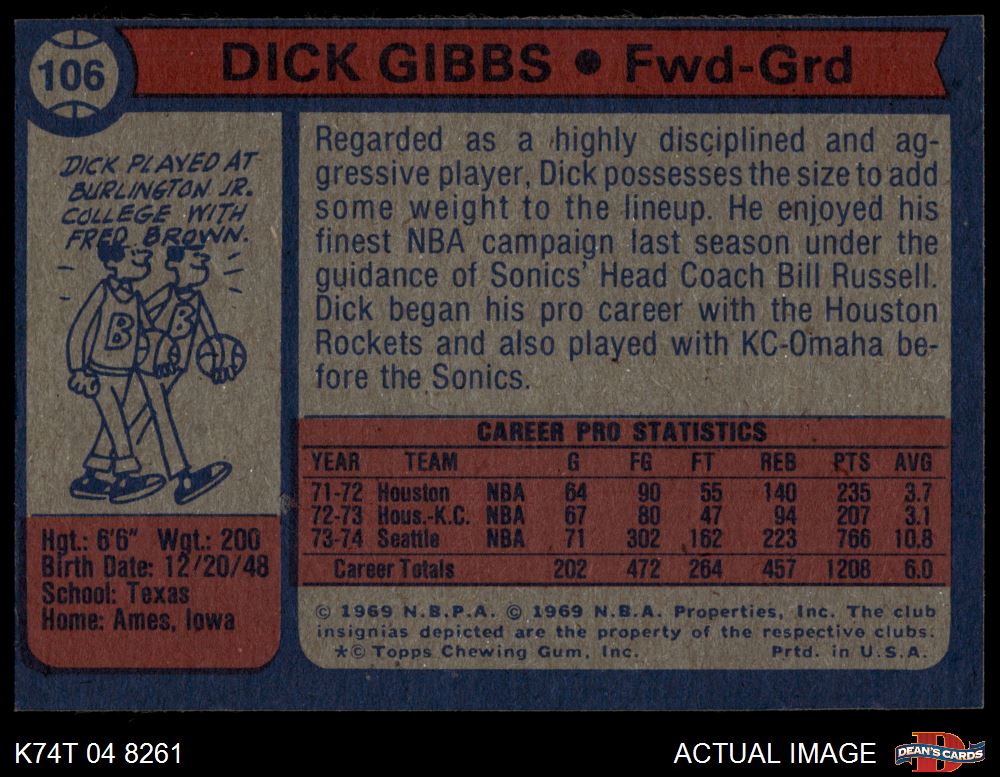 106
DICK GIBBS • Fwd-Grd
DICK PLAYED AT
BURLINGTON JR.
COLLEGE WITH
FRED BROWN.
B
B
Hgt.: 6'6" Wgt.: 200
Birth Date: 12/20/48
School: Texas
Home: Ames, Iowa
Regarded as a highly disciplined and ag-
gressive player, Dick possesses the size to add
some weight to the lineup. He enjoyed his
finest NBA campaign last season under the
guidance of Sonics' Head Coach Bill Russell.
Dick began his pro career with the Houston
Rockets and also played with KC-Omaha be-
fore the Sonics.
CAREER PRO STATISTICS
YEAR TEAM G FG FT REB PTS AVG
71-72 Houston NBA 64 90 55 140 235 3.7
72-73 Hous.-K.C. NBA 67 80 47 94 207 3.1
73-74 Seattle NBA 71 302 162 223 766 10.8
Career Totals 202 472 264 457 1208 6.0
© 1969 N.B.P.A. © 1969 N.B.A. Properties, Inc. The club
insignias depicted are the property of the respective clubs.
*© Topps Chewing Gum, Inc. Prtd. in U.S.A.
K74T 04 8261
ACTUAL IMAGE
D
DEAN'S CARDS